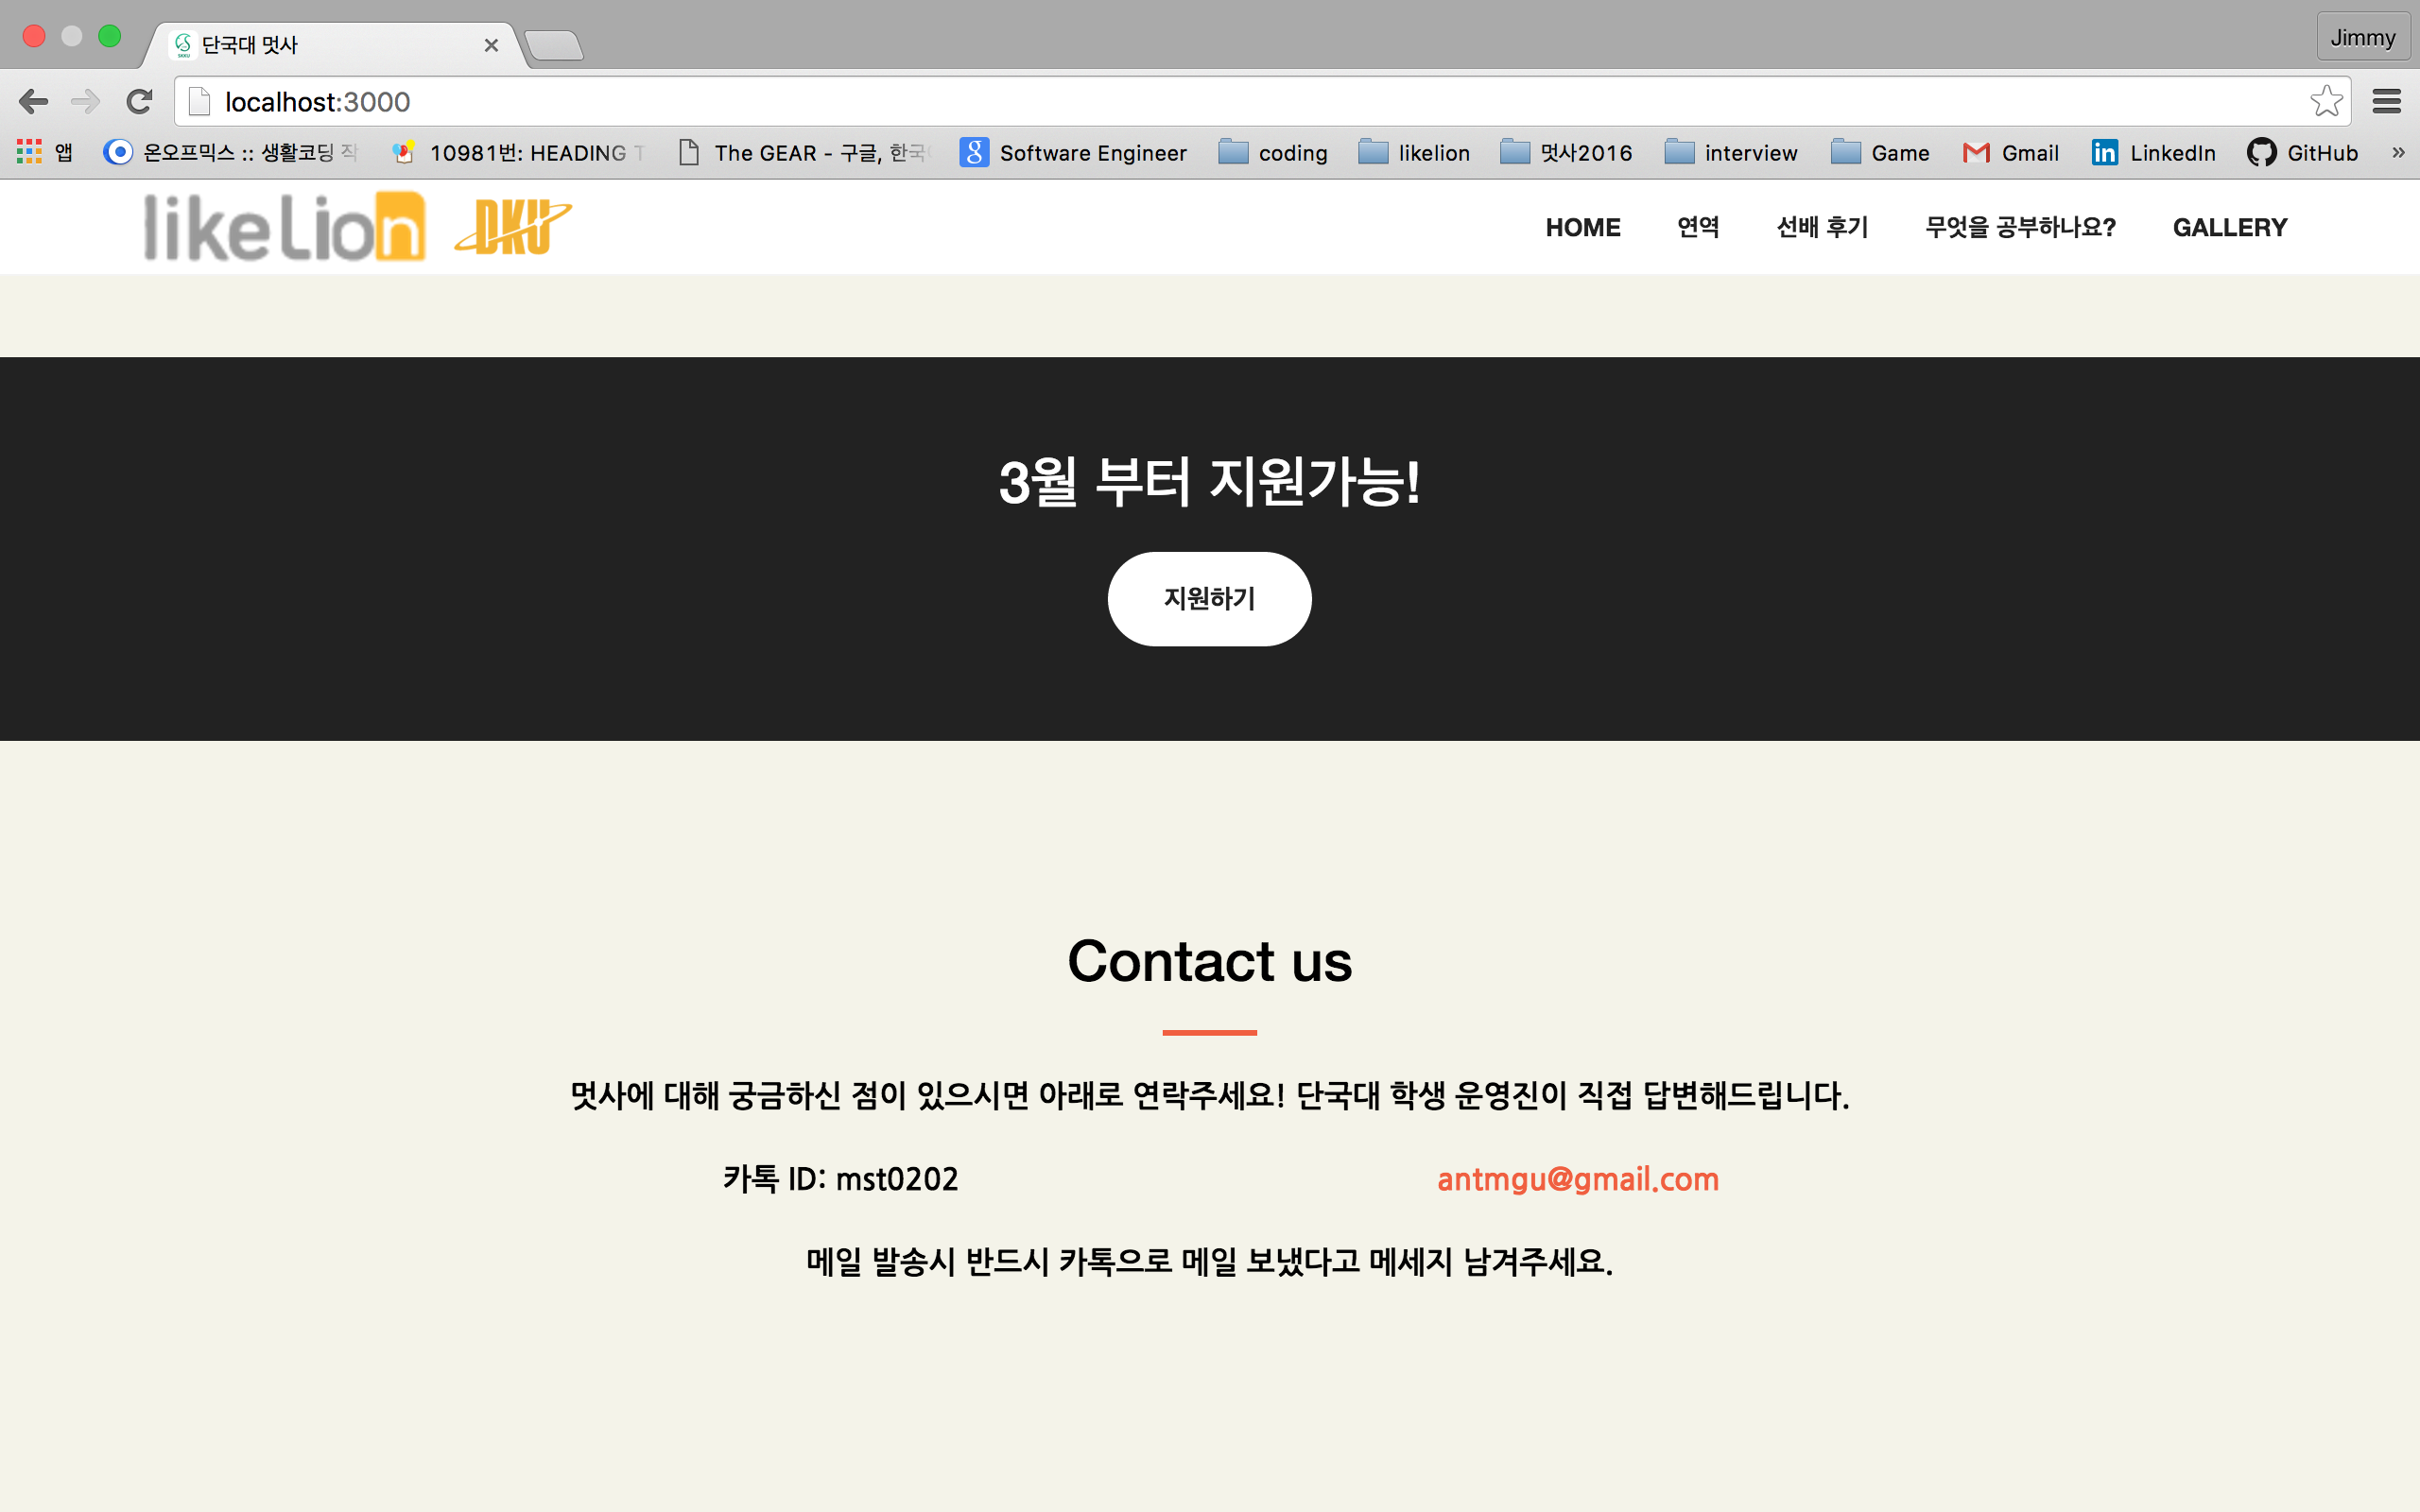 단국대 멋사
Jimmy
localhost:3000
앱 온오프믹스 :: 생활코딩 작 10981번: HEADING T The GEAR - 구글, 한국 Software Engineer coding likelion 멋사2016 interview Game Gmail LinkedIn GitHub »
likelion DKU HOME 연역 선배 후기 무엇을 공부하나요? GALLERY
3월 부터 지원가능!
지원하기
Contact us
멋사에 대해 궁금하신 점이 있으시면 아래로 연락주세요! 단국대 학생 운영진이 직접 답변해드립니다.
카톡 ID: mst0202 antmgu@gmail.com
메일 발송시 반드시 카톡으로 메일 보냈다고 메세지 남겨주세요.